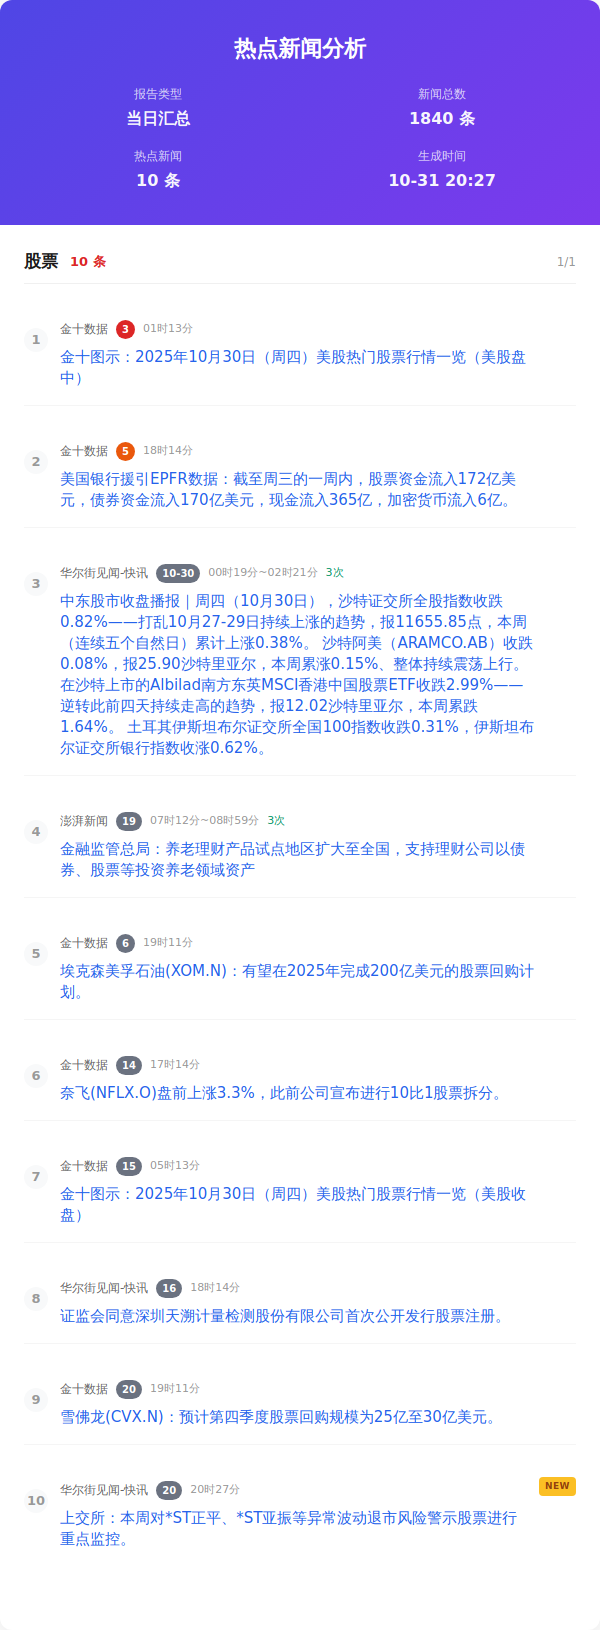 热点新闻分析
报告类型
新闻总数
当日汇总
1840 条
热点新闻
生成时间
10 条
10-31 20:27
股票 10 条 1/1
1
金十数据 3 01时13分
金十图示：2025年10月30日（周四）美股热门股票行情一览（美股盘
中）
2
金十数据 5 18时14分
美国银行援引EPFR数据：截至周三的一周内，股票资金流入172亿美
元，债券资金流入170亿美元，现金流入365亿，加密货币流入6亿。
3
华尔街见闻-快讯 10-30 00时19分~02时21分 3次
中东股市收盘播报｜周四（10月30日），沙特证交所全股指数收跌
0.82%——打乱10月27-29日持续上涨的趋势，报11655.85点，本周
（连续五个自然日）累计上涨0.38%。 沙特阿美（ARAMCO.AB）收跌
0.08%，报25.90沙特里亚尔，本周累涨0.15%、整体持续震荡上行。
在沙特上市的Albilad南方东英MSCI香港中国股票ETF收跌2.99%——
逆转此前四天持续走高的趋势，报12.02沙特里亚尔，本周累跌
1.64%。 土耳其伊斯坦布尔证交所全国100指数收跌0.31%，伊斯坦布
尔证交所银行指数收涨0.62%。
4
澎湃新闻 19 07时12分~08时59分 3次
金融监管总局：养老理财产品试点地区扩大至全国，支持理财公司以债
券、股票等投资养老领域资产
5
金十数据 6 19时11分
埃克森美孚石油(XOM.N)：有望在2025年完成200亿美元的股票回购计
划。
6
金十数据 14 17时14分
奈飞(NFLX.O)盘前上涨3.3%，此前公司宣布进行10比1股票拆分。
7
金十数据 15 05时13分
金十图示：2025年10月30日（周四）美股热门股票行情一览（美股收
盘）
8
华尔街见闻-快讯 16 18时14分
证监会同意深圳天溯计量检测股份有限公司首次公开发行股票注册。
9
金十数据 20 19时11分
雪佛龙(CVX.N)：预计第四季度股票回购规模为25亿至30亿美元。
10
华尔街见闻-快讯 20 20时27分 NEW
上交所：本周对*ST正平、*ST亚振等异常波动退市风险警示股票进行
重点监控。